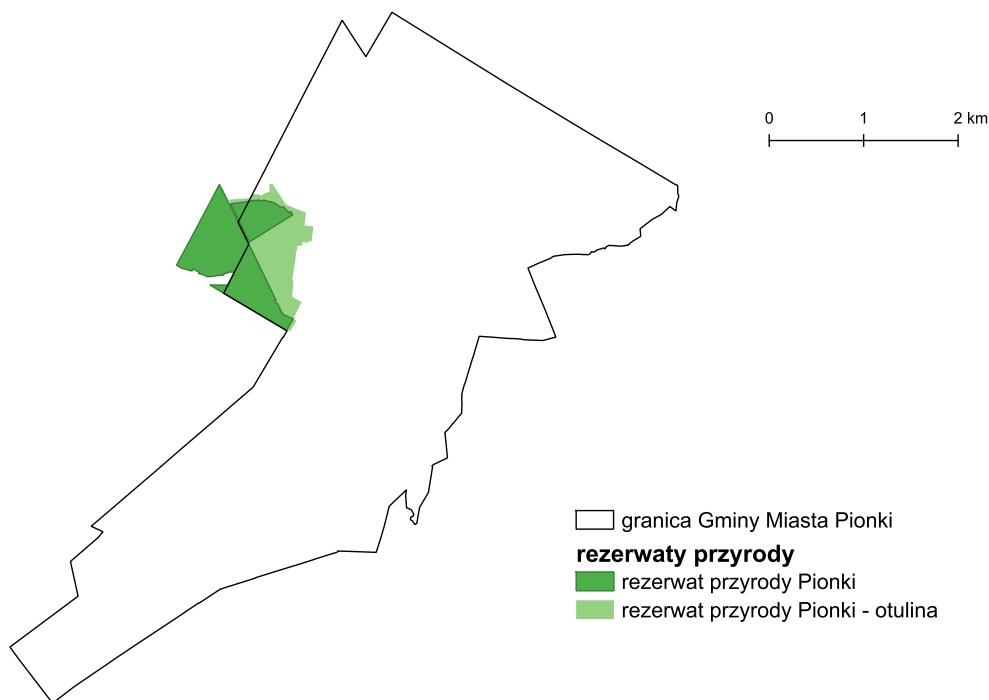 0 1 2 km
granica Gminy Miasta Pionki
rezerwaty przyrody
rezerwat przyrody Pionki
rezerwat przyrody Pionki - otulina